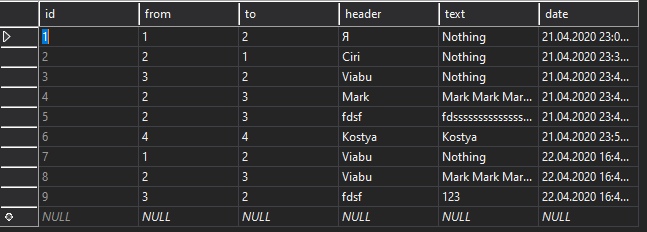 id from to header text date
1 1 2 Я Nothing 21.04.2020 23:0...
2 2 1 Ciri Nothing 21.04.2020 23:3...
3 3 2 Viabu Nothing 21.04.2020 23:4...
4 2 3 Mark Mark Mark Mar... 21.04.2020 23:4...
5 2 3 fdsf fdssssssssssssss... 21.04.2020 23:4...
6 4 4 Kostya Kostya 21.04.2020 23:5...
7 1 2 Viabu Nothing 22.04.2020 16:4...
8 2 3 Viabu Mark Mark Mar... 22.04.2020 16:4...
9 3 2 fdsf 123 22.04.2020 16:4...
NULL NULL NULL NULL NULL NULL